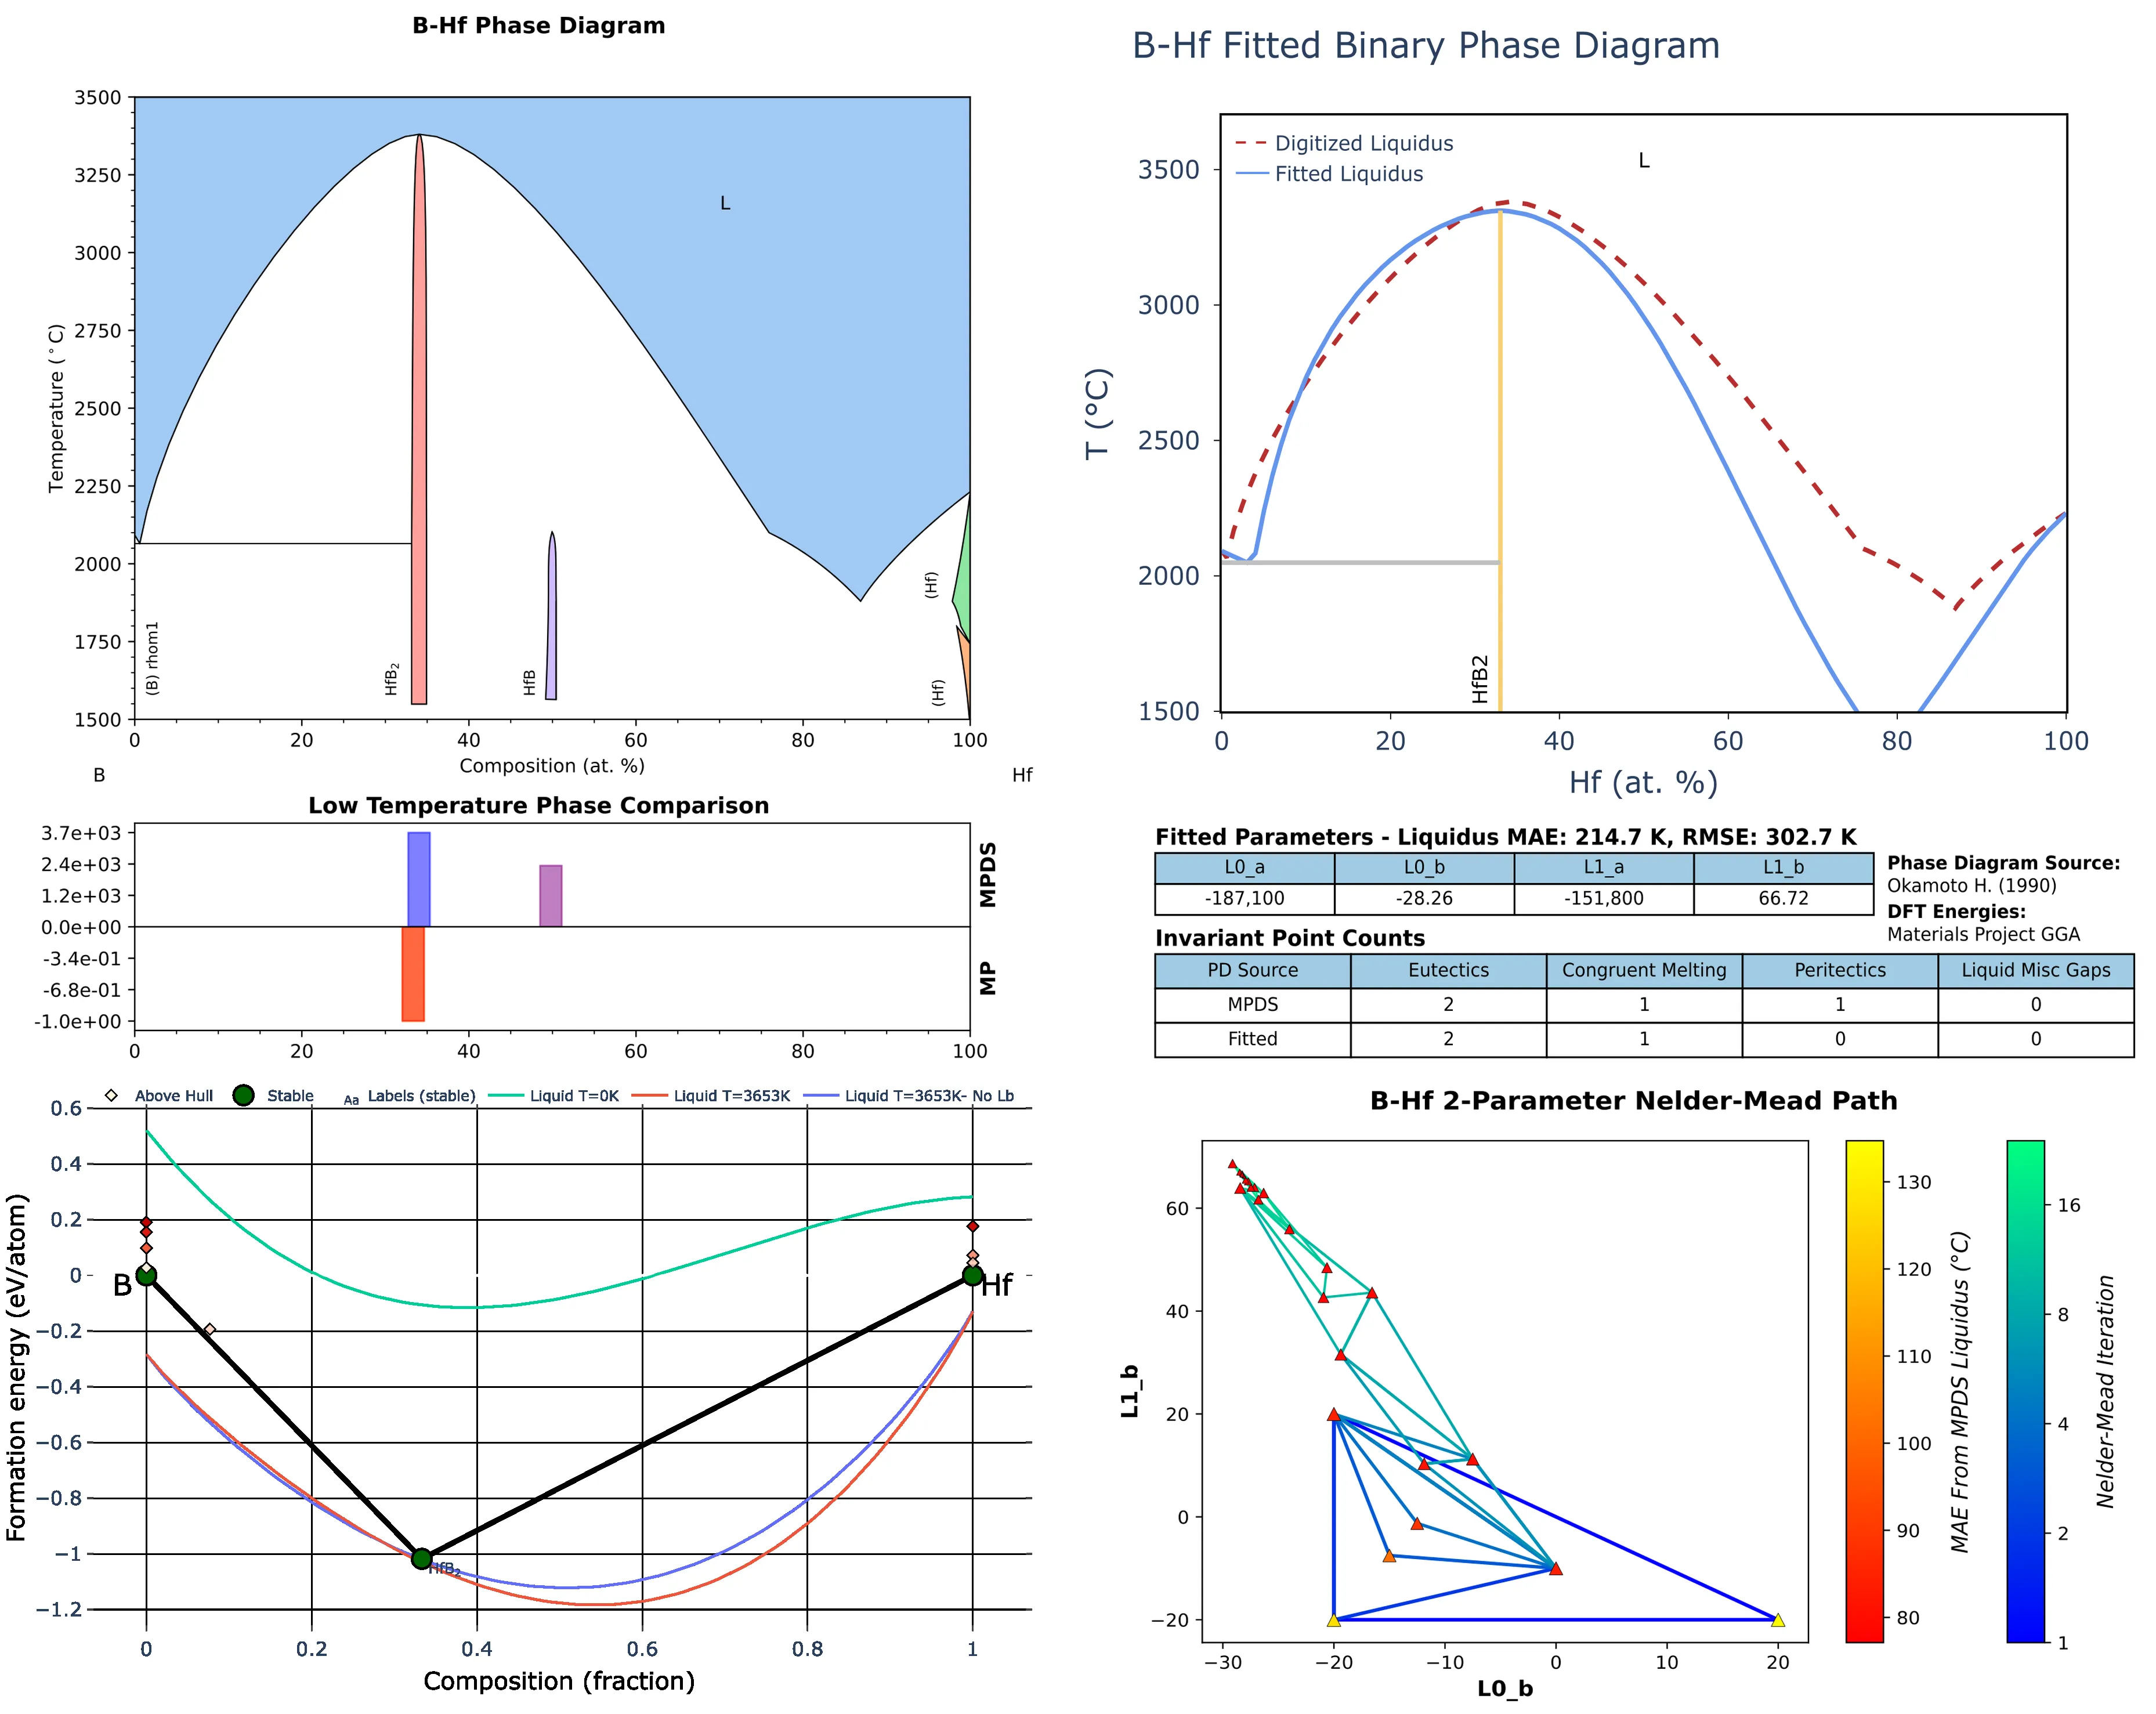 B-Hf Phase Diagram
3500
3250
3000
2750
2500
2250
2000
1750
1500
Temperature (°C)
L
(B) rhom1
HfB2
HfB
(Hf)
(Hf)
0 20 40 60 80 100
Composition (at. %)
B Hf
B-Hf Fitted Binary Phase Diagram
Digitized Liquidus
Fitted Liquidus
L
3500
3000
2500
2000
1500
T (°C)
HfB2
0 20 40 60 80 100
Hf (at. %)
Low Temperature Phase Comparison
3.7e+03
2.4e+03
1.2e+03
0.0e+00
-3.4e-01
-6.8e-01
-1.0e+00
MPDS
MP
0 20 40 60 80 100
Fitted Parameters - Liquidus MAE: 214.7 K, RMSE: 302.7 K
L0_a L0_b L1_a L1_b
-187,100 -28.26 -151,800 66.72
Phase Diagram Source:
Okamoto H. (1990)
DFT Energies:
Materials Project GGA
Invariant Point Counts
PD Source Eutectics Congruent Melting Peritectics Liquid Misc Gaps
MPDS 2 1 1 0
Fitted 2 1 0 0
Above Hull Stable Aa Labels (stable) Liquid T=0K Liquid T=3653K Liquid T=3653K- No Lb
0.6
0.4
0.2
0
−0.2
−0.4
−0.6
−0.8
−1
−1.2
Formation energy (eV/atom)
B
Hf
HfB2
0 0.2 0.4 0.6 0.8 1
Composition (fraction)
B-Hf 2-Parameter Nelder-Mead Path
60
40
20
0
−20
L1_b
−30 −20 −10 0 10 20
L0_b
130
120
110
100
90
80
MAE From MPDS Liquidus (°C)
16
8
4
2
1
Nelder-Mead Iteration